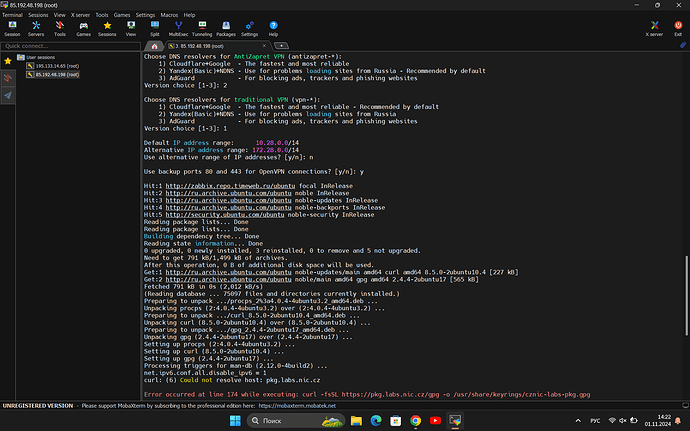 85.192.48.198 (root)
Terminal Sessions View X server Tools Games Settings Macros Help
Session Servers Tools Games Sessions View Split MultiExec Tunneling Packages Settings Help X server Exit
Quick connect...
3. 85.192.48.198 (root)
User sessions
195.133.14.65 (root)
85.192.48.198 (root)
Choose DNS resolvers for AntiZapret VPN (antizapret-*):
1) Cloudflare+Google - The fastest and most reliable
2) Yandex(Basic)+NDNS - Use for problems loading sites from Russia - Recommended by default
3) AdGuard - For blocking ads, trackers and phishing websites
Version choice [1-3]: 2
Choose DNS resolvers for traditional VPN (vpn-*):
1) Cloudflare+Google - The fastest and most reliable - Recommended by default
2) Yandex(Basic)+NDNS - Use for problems loading sites from Russia
3) AdGuard - For blocking ads, trackers and phishing websites
Version choice [1-3]: 1
Default IP address range: 10.28.0.0/14
Alternative IP address range: 172.28.0.0/14
Use alternative range of IP addresses? [y/n]: n
Use backup ports 80 and 443 for OpenVPN connections? [y/n]: y
Hit:1 http://zabbix.repo.timeweb.ru/ubuntu focal InRelease
Hit:2 http://ru.archive.ubuntu.com/ubuntu noble InRelease
Hit:3 http://ru.archive.ubuntu.com/ubuntu noble-updates InRelease
Hit:4 http://ru.archive.ubuntu.com/ubuntu noble-backports InRelease
Hit:5 http://security.ubuntu.com/ubuntu noble-security InRelease
Reading package lists... Done
Reading package lists... Done
Building dependency tree... Done
Reading state information... Done
0 upgraded, 0 newly installed, 3 reinstalled, 0 to remove and 5 not upgraded.
Need to get 791 kB/1,499 kB of archives.
After this operation, 0 B of additional disk space will be used.
Get:1 http://ru.archive.ubuntu.com/ubuntu noble-updates/main amd64 curl amd64 8.5.0-2ubuntu10.4 [227 kB]
Get:2 http://ru.archive.ubuntu.com/ubuntu noble/main amd64 gpg amd64 2.4.4-2ubuntu17 [565 kB]
Fetched 791 kB in 0s (2,012 kB/s)
(Reading database ... 75097 files and directories currently installed.)
Preparing to unpack .../procps_2%3a4.0.4-4ubuntu3.2_amd64.deb ...
Unpacking procps (2:4.0.4-4ubuntu3.2) over (2:4.0.4-4ubuntu3.2) ...
Preparing to unpack .../curl_8.5.0-2ubuntu10.4_amd64.deb ...
Unpacking curl (8.5.0-2ubuntu10.4) over (8.5.0-2ubuntu10.4) ...
Preparing to unpack .../gpg_2.4.4-2ubuntu17_amd64.deb ...
Unpacking gpg (2.4.4-2ubuntu17) over (2.4.4-2ubuntu17) ...
Setting up procps (2:4.0.4-4ubuntu3.2) ...
Setting up curl (8.5.0-2ubuntu10.4) ...
Setting up gpg (2.4.4-2ubuntu17) ...
Processing triggers for man-db (2.12.0-4build2) ...
net.ipv6.conf.all.disable_ipv6 = 1
curl: (6) Could not resolve host: pkg.labs.nic.cz
Error occurred at line 174 while executing: curl -fsSL https://pkg.labs.nic.cz/gpg -o /usr/share/keyrings/cznic-labs-pkg.gpg
UNREGISTERED VERSION - Please support MobaXterm by subscribing to the professional edition here: https://mobaxterm.mobatek.net
Поиск
РУС
14:22
01.11.2024